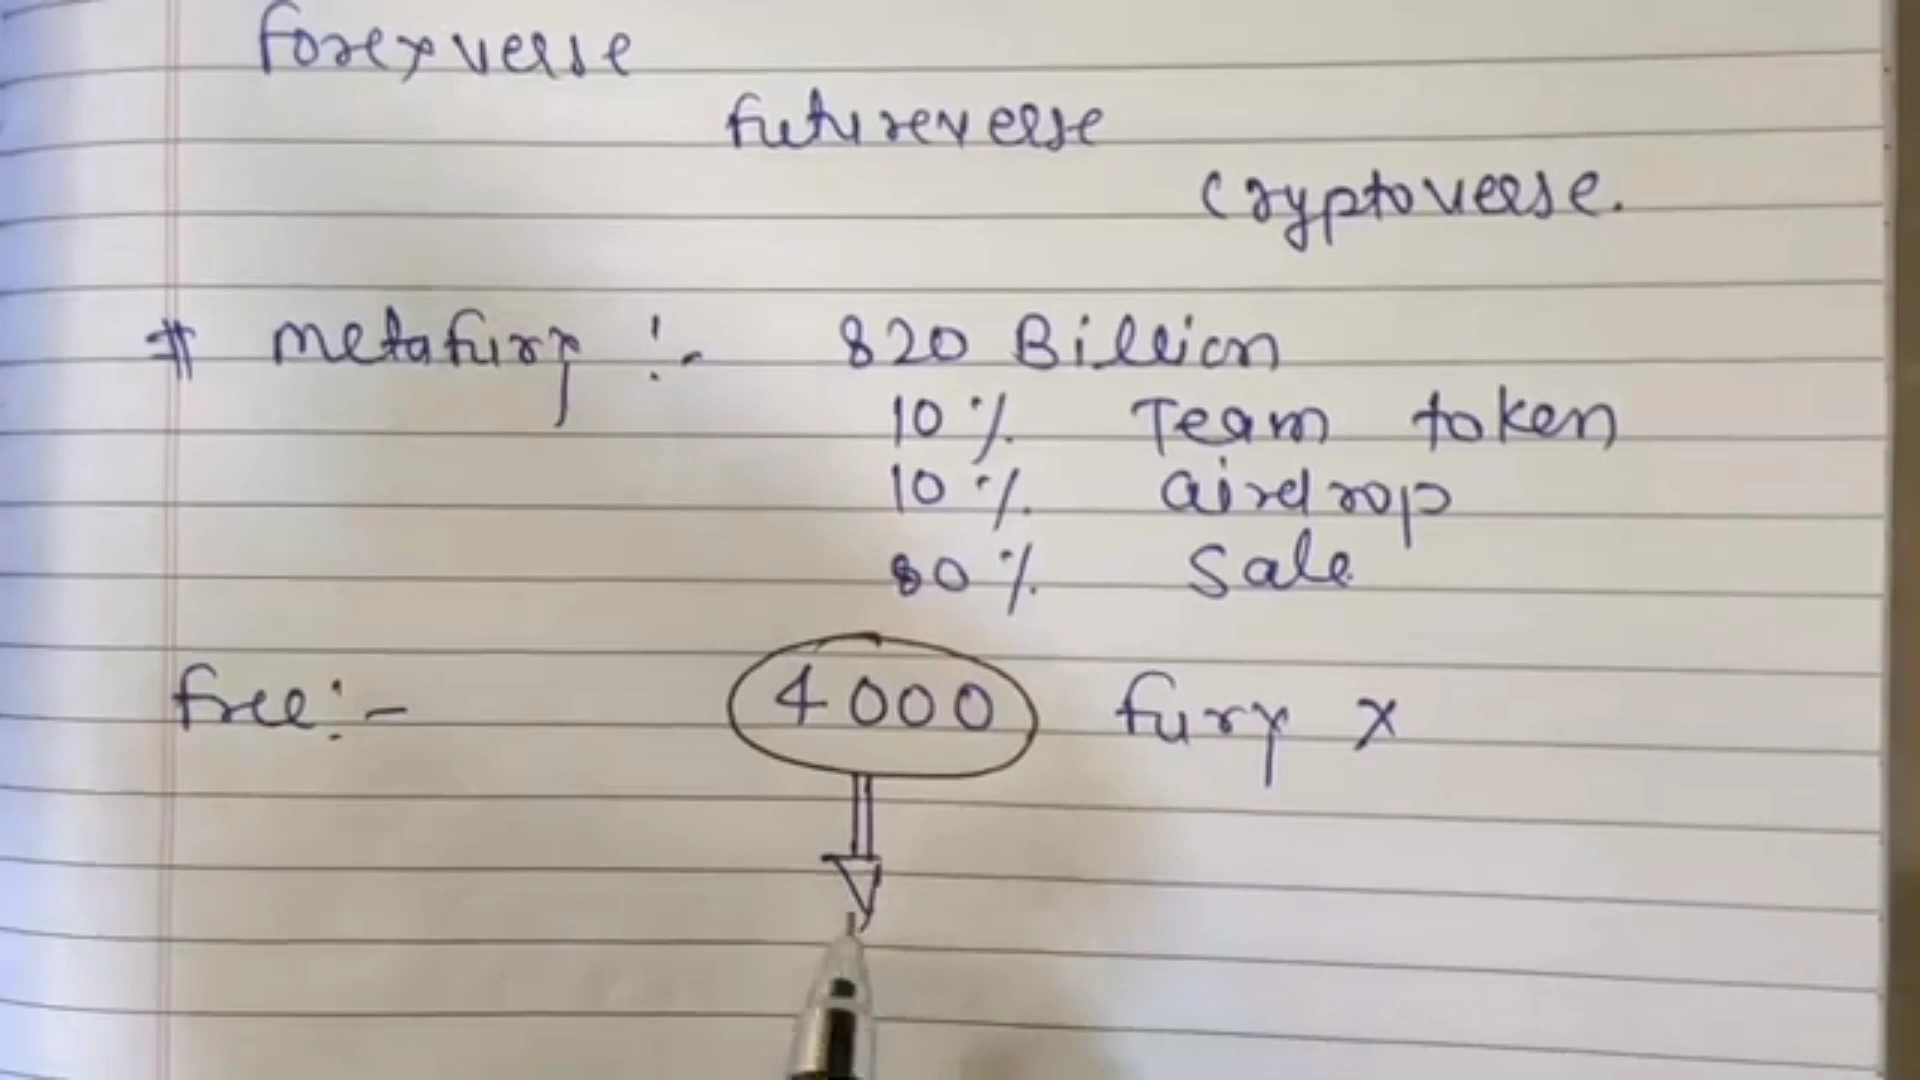 forexverse
futureverse
cryptoverse.
# metafury :- 820 Billion
10% Team token
10% airdrop
80% Sale
free :- 4000 fury x